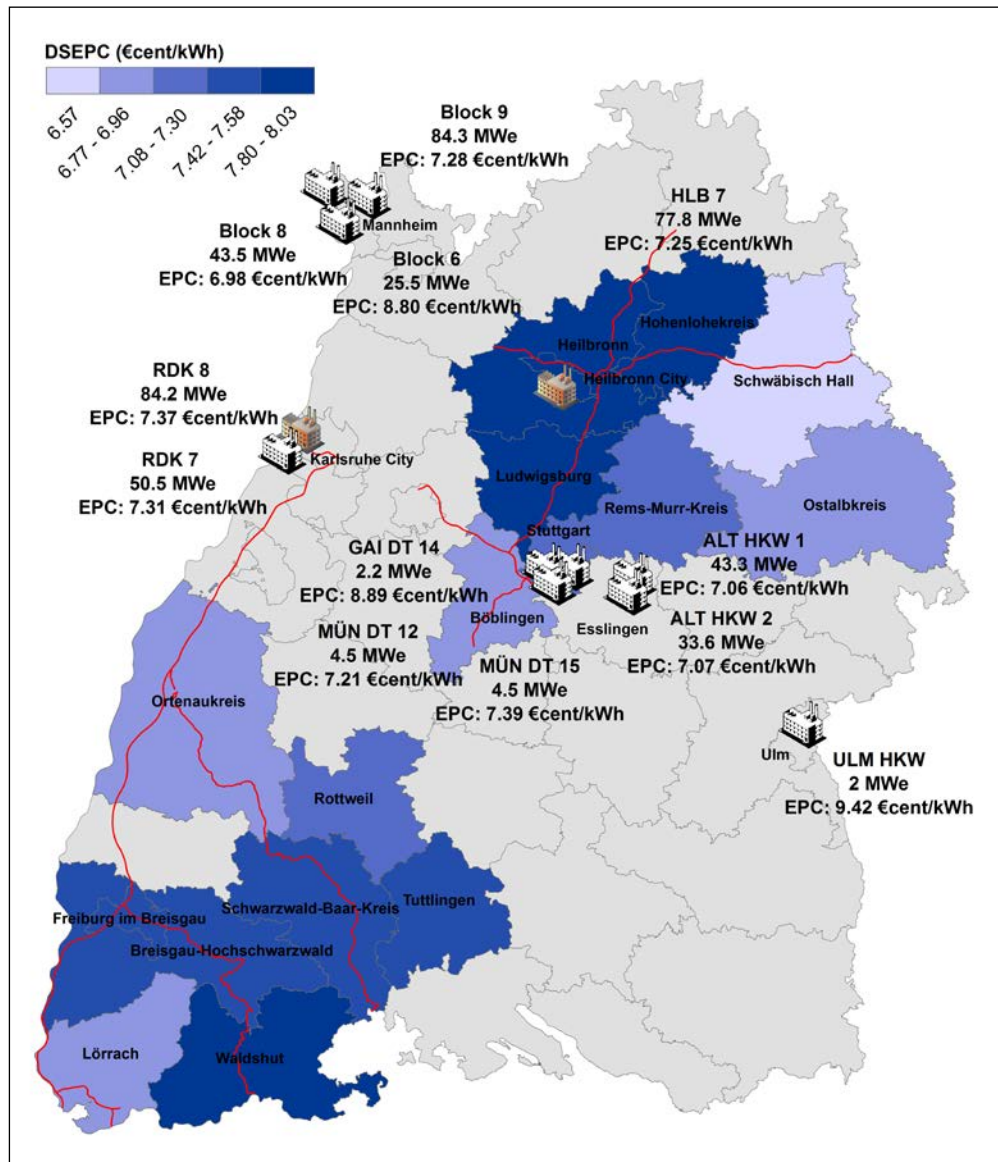 DSEPC (€cent/kWh)
6.57
6.77 - 6.96
7.08 - 7.30
7.42 - 7.58
7.80 - 8.03
Block 9
84.3 MWe
EPC: 7.28 €cent/kWh
Mannheim
Block 8
43.5 MWe
EPC: 6.98 €cent/kWh
Block 6
25.5 MWe
EPC: 8.80 €cent/kWh
HLB 7
77.8 MWe
EPC: 7.25 €cent/kWh
Hohenlohekreis
Heilbronn
Heilbronn City
Schwäbisch Hall
RDK 8
84.2 MWe
EPC: 7.37 €cent/kWh
Karlsruhe City
RDK 7
50.5 MWe
EPC: 7.31 €cent/kWh
Ludwigsburg
Rems-Murr-Kreis
Ostalbkreis
Stuttgart
GAI DT 14
2.2 MWe
EPC: 8.89 €cent/kWh
ALT HKW 1
43.3 MWe
EPC: 7.06 €cent/kWh
Böblingen
Esslingen
ALT HKW 2
33.6 MWe
EPC: 7.07 €cent/kWh
MÜN DT 12
4.5 MWe
EPC: 7.21 €cent/kWh
MÜN DT 15
4.5 MWe
EPC: 7.39 €cent/kWh
Ortenaukreis
Ulm
ULM HKW
2 MWe
EPC: 9.42 €cent/kWh
Rottweil
Tuttlingen
Schwarzwald-Baar-Kreis
Freiburg im Breisgau
Breisgau-Hochschwarzwald
Lörrach
Waldshut